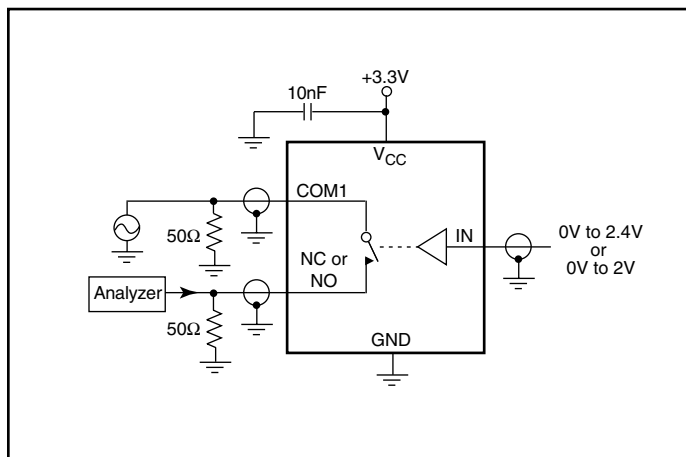 +3.3V
10nF
VCC
COM1
50Ω
IN
0V to 2.4V
or
0V to 2V
NC or
NO
Analyzer
50Ω
GND